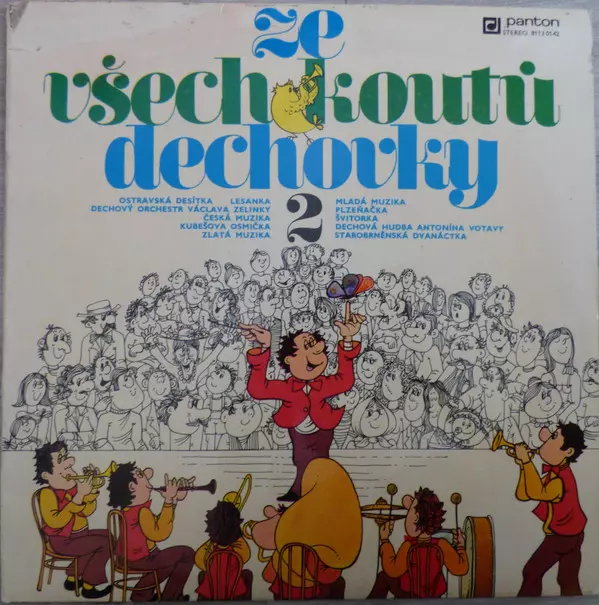 panton
STEREO 8113 0142
ze
všech koutů
dechovky
2
OSTRAVSKÁ DESÍTKA LESANKA
DECHOVÝ ORCHESTR VÁCLAVA ZELINKY
ČESKÁ MUZIKA
KUBEŠOVA OSMIČKA
ZLATÁ MUZIKA
MLADÁ MUZIKA
PLZEŇAČKA
ŠVITORKA
DECHOVÁ HUDBA ANTONÍNA VOTAVY
STAROBRNĚNSKÁ DVANÁCTKA